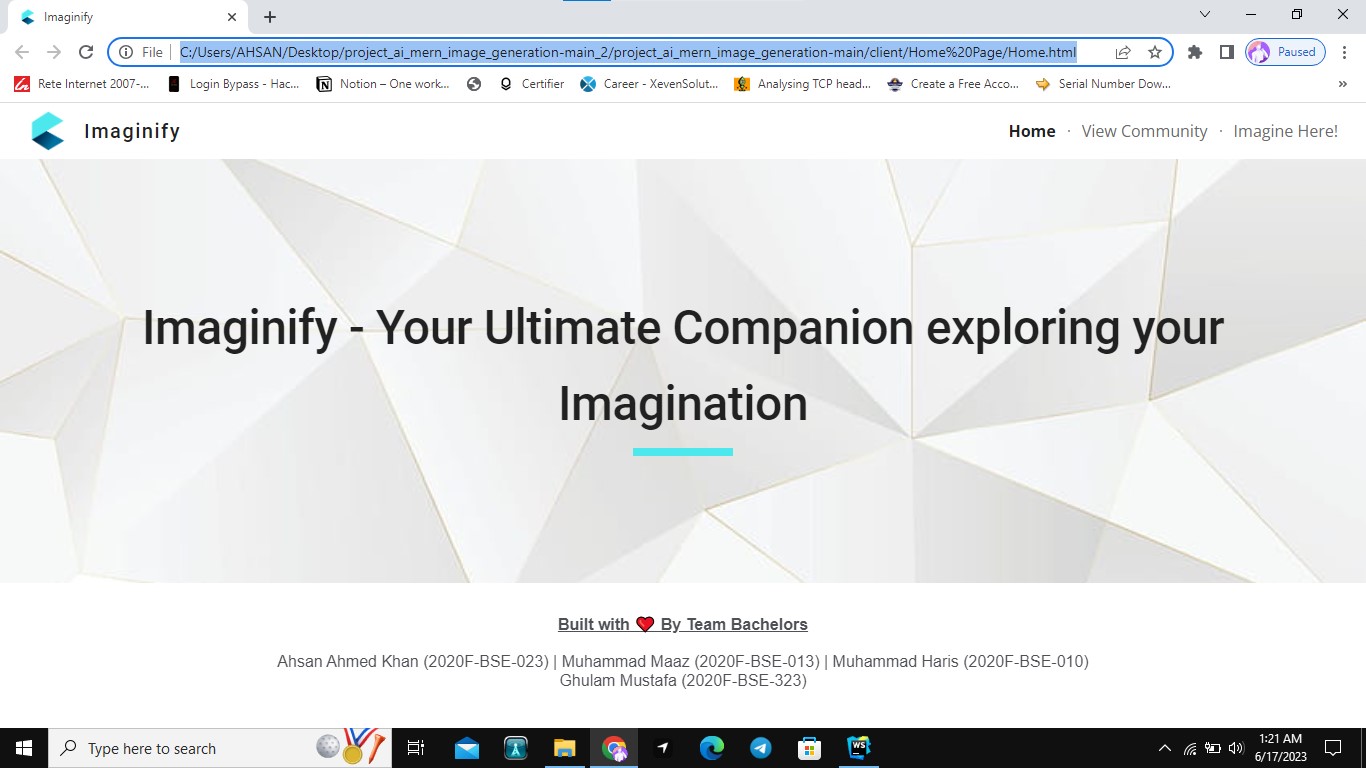 Imaginify
File
C:/Users/AHSAN/Desktop/project_ai_mern_image_generation-main_2/project_ai_mern_image_generation-main/client/Home%20Page/Home.html
Paused
Rete Internet 2007-...
Login Bypass - Hac...
Notion – One work...
Certifier
Career - XevenSolut...
Analysing TCP head...
Create a Free Acco...
Serial Number Dow...
»
Imaginify
Home · View Community · Imagine Here!
Imaginify - Your Ultimate Companion exploring your
Imagination
Built with ❤ By Team Bachelors
Ahsan Ahmed Khan (2020F-BSE-023) | Muhammad Maaz (2020F-BSE-013) | Muhammad Haris (2020F-BSE-010)
Ghulam Mustafa (2020F-BSE-323)
Type here to search
WS
1:21 AM
6/17/2023